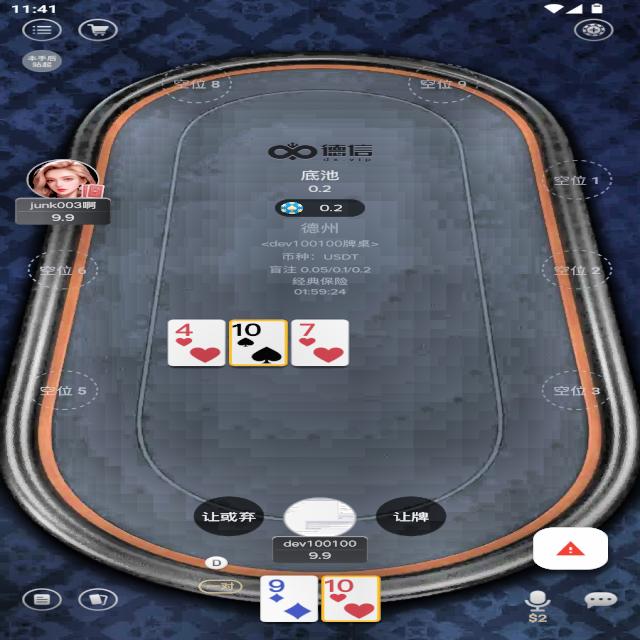 11:41
本手后
站起
空位 8
空位 9
德信
dx.vip
底池
0.2
0.2
德州
<dev100100牌桌>
币种：USDT
盲注 0.05/0.1/0.2
经典保险
01:59:24
空位 1
junk003啊
9.9
空位 6
空位 2
4
10
7
空位 5
空位 3
让或弃
让牌
dev100100
9.9
D
一对
9
10
$2